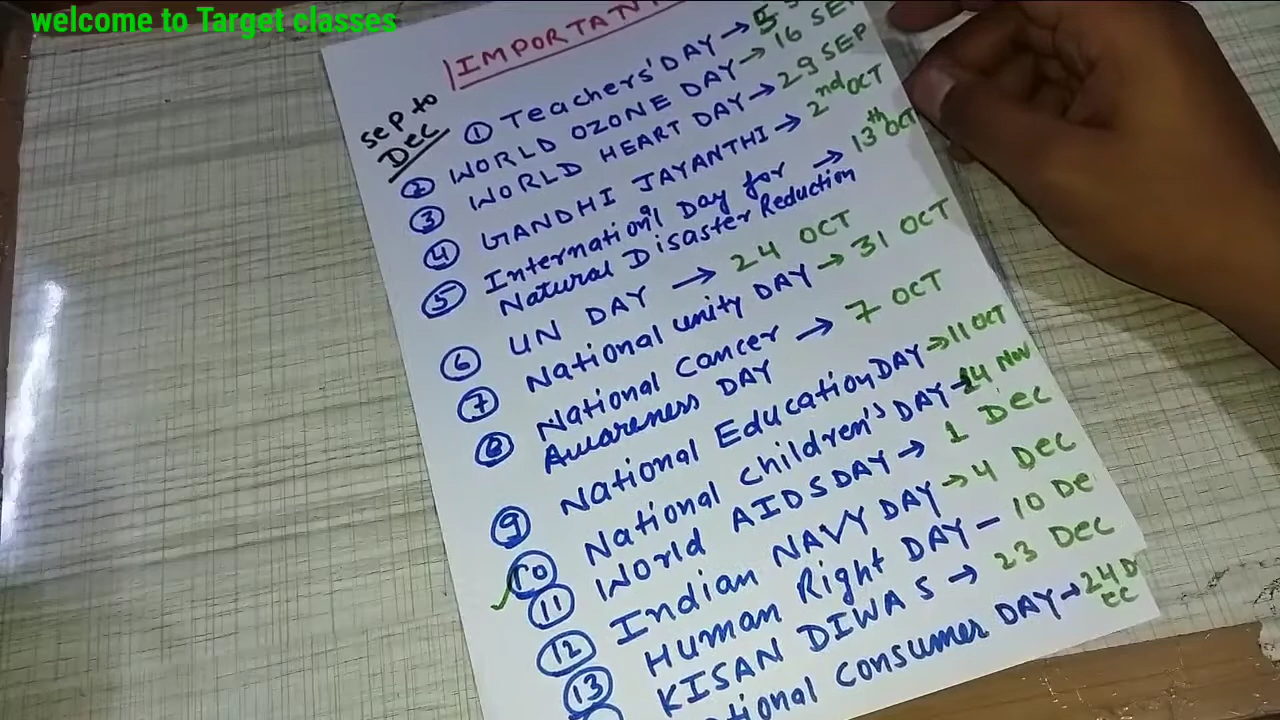 welcome to Target classes
IMPORTANT
Sep to
Dec
① Teachers' DAY → 5
② WORLD OZONE DAY → 16 SEP
③ WORLD HEART DAY → 29 SEP
④ GANDHI JAYANTHI → 2nd OCT
⑤ International Day for → 13th OCT
Natural Disaster Reduction
⑥ UN DAY → 24 OCT
⑦ National unity DAY → 31 OCT
⑧ National Cancer → 7 OCT
Awareness DAY
⑨ National Education DAY → 11 OCT
⑩ National children's DAY → 14 Nov
⑪ World AIDS DAY → 1 Dec
⑫ Indian NAVY DAY → 4 Dec
⑬ Human Right DAY – 10 De
KISAN DIWAS → 23 Dec
tional Consumer DAY → 24 D
ec